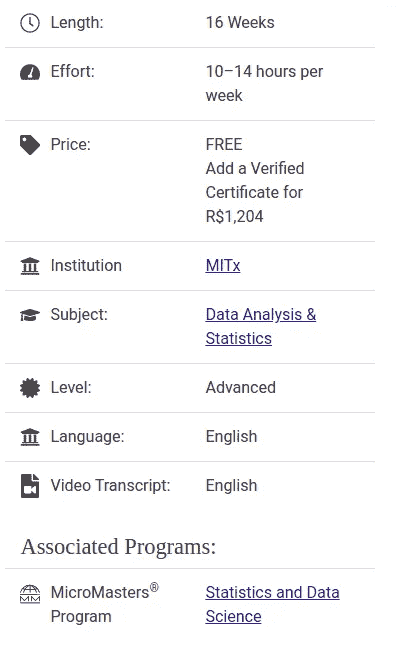 Length: 16 Weeks
Effort: 10–14 hours per
week
Price: FREE
Add a Verified
Certificate for
R$1,204
Institution MITx
Subject: Data Analysis &
Statistics
Level: Advanced
Language: English
Video Transcript: English
Associated Programs:
MicroMasters® Statistics and Data
Program Science